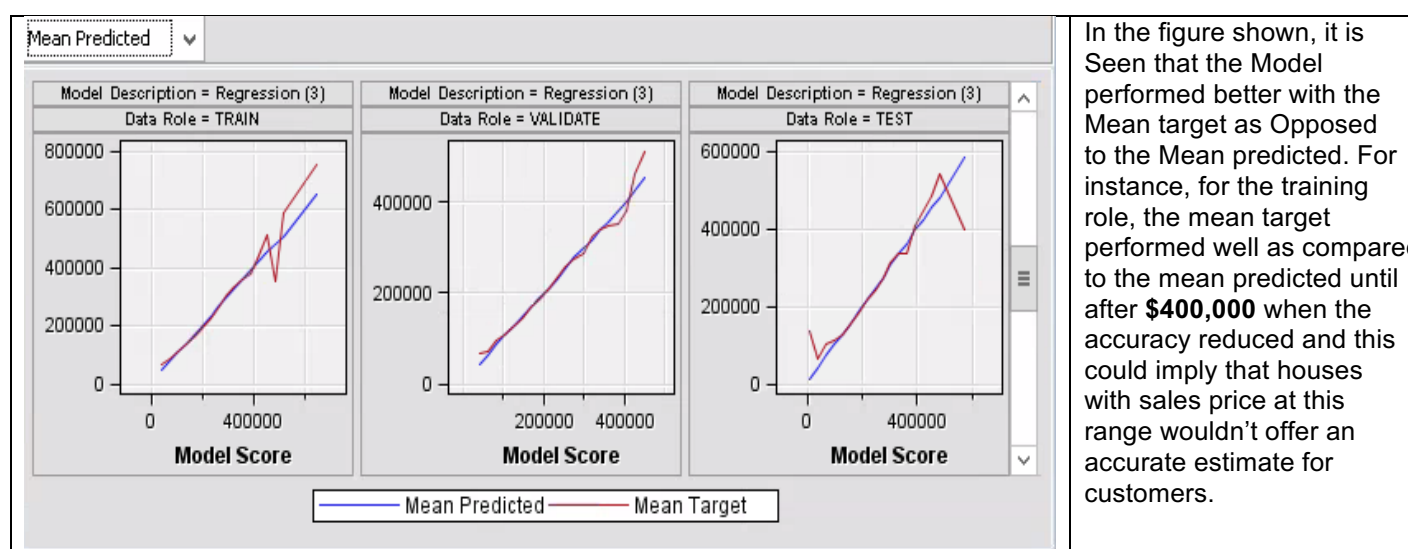 Mean Predicted
Model Description = Regression (3)
Data Role = TRAIN
800000
600000
400000
200000
0
0 400000
Model Score
Model Description = Regression (3)
Data Role = VALIDATE
400000
200000
0
200000 400000
Model Score
Model Description = Regression (3)
Data Role = TEST
600000
400000
200000
0
0 400000
Model Score
Mean Predicted Mean Target
In the figure shown, it is
Seen that the Model
performed better with the
Mean target as Opposed
to the Mean predicted. For
instance, for the training
role, the mean target
performed well as compared
to the mean predicted until
after $400,000 when the
accuracy reduced and this
could imply that houses
with sales price at this
range wouldn’t offer an
accurate estimate for
customers.